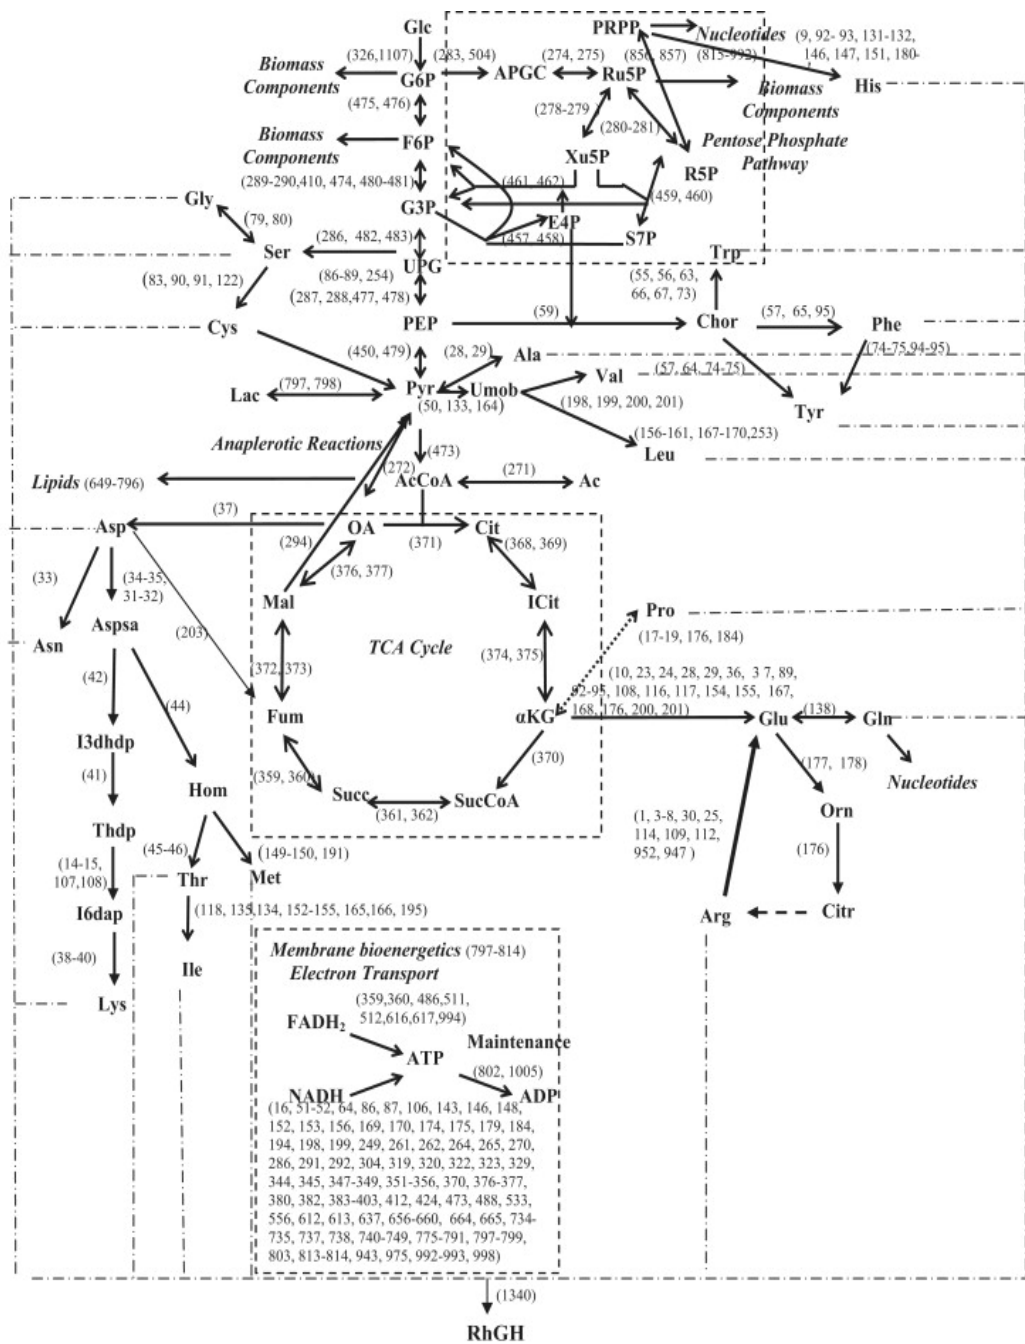 Glc
PRPP
Nucleotides
(9, 92- 93, 131-132,
146, 147, 151, 180-
(326,1107)
(283, 504)
(274, 275)
(856, 857)
(815-992)
Biomass
Components
G6P
APGC
Ru5P
Biomass
Components
His
(475, 476)
(278-279 )
(280-281)
Biomass
Components
F6P
Pentose Phosphate
Pathway
Xu5P
R5P
(289-290,410, 474, 480-481)
(461, 462)
(459, 460)
Gly
G3P
E4P
(79, 80)
(457, 458)
S7P
(286, 482, 483)
Ser
UPG
Trp
(83, 90, 91, 122)
(86-89, 254)
(287, 288,477, 478)
(55, 56, 63,
66, 67, 73)
Cys
PEP
(59)
Chor
(57, 65, 95)
Phe
(450, 479)
(28, 29)
Ala
(74-75,94-95)
(57, 64, 74-75)
Lac
(797, 798)
Pyr
Umob
Val
(50, 133, 164)
(198, 199, 200, 201)
Tyr
Anaplerotic Reactions
(473)
(156-161, 167-170,253)
Leu
(272)
Lipids (649-796)
AcCoA
(271)
Ac
(37)
Asp
OA
(371)
Cit
(294)
(368, 369)
(376, 377)
(33)
(34-35,
31-32)
Mal
ICit
Pro
Aspsa
(17-19, 176, 184)
Asn
(203)
TCA Cycle
(372, 373)
(374, 375)
(42)
(10, 23, 24, 28, 29, 36, 3 7, 89,
92-95, 108, 116, 117, 154, 155, 167,
168, 176, 200, 201)
(44)
Fum
αKG
Glu
(138)
Gln
I3dhdp
(370)
(177, 178)
(41)
(359, 360)
Nucleotides
Hom
Succ
SucCoA
(361, 362)
Orn
Thdp
(1, 3-8, 30, 25,
114, 109, 112,
952, 947 )
(45-46)
(149-150, 191)
(176)
(14-15,
107,108)
Thr
Met
I6dap
(118, 135,134, 152-155, 165,166, 195)
Arg
Citr
(38-40)
Membrane bioenergetics (797-814)
Electron Transport
Ile
Lys
(359,360, 486,511,
512,616,617,994)
FADH2
Maintenance
ATP
(802, 1005)
NADH
ADP
(16, 51-52, 64, 86, 87, 106, 143, 146, 148,
152, 153, 156, 169, 170, 174, 175, 179, 184,
194, 198, 199, 249, 261, 262, 264, 265, 270,
286, 291, 292, 304, 319, 320, 322, 323, 329,
344, 345, 347-349, 351-356, 370, 376-377,
380, 382, 383-403, 412, 424, 473, 488, 533,
556, 612, 613, 637, 656-660, 664, 665, 734-
735, 737, 738, 740-749, 775-791, 797-799,
803, 813-814, 943, 975, 992-993, 998)
(1340)
RhGH